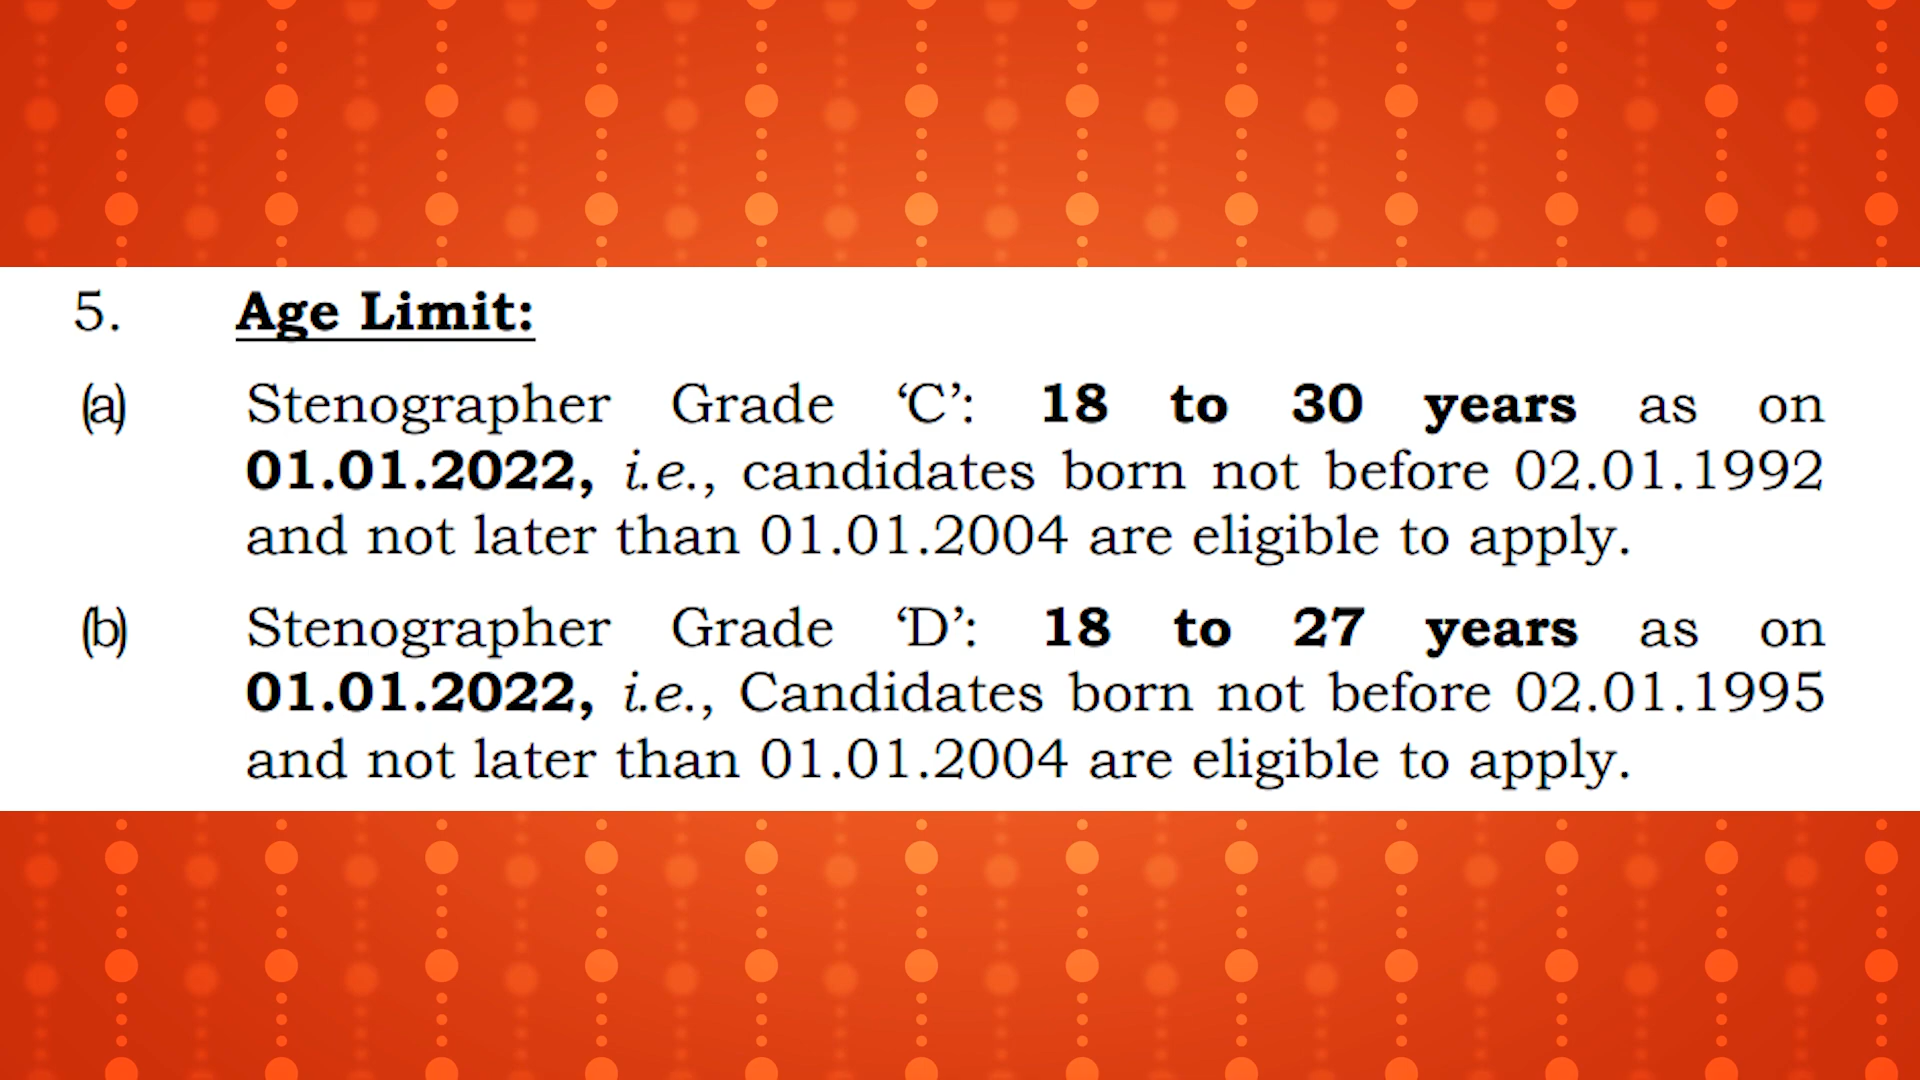 5. Age Limit:
(a) Stenographer Grade ‘C’: 18 to 30 years as on
01.01.2022, i.e., candidates born not before 02.01.1992
and not later than 01.01.2004 are eligible to apply.
(b) Stenographer Grade ‘D’: 18 to 27 years as on
01.01.2022, i.e., Candidates born not before 02.01.1995
and not later than 01.01.2004 are eligible to apply.